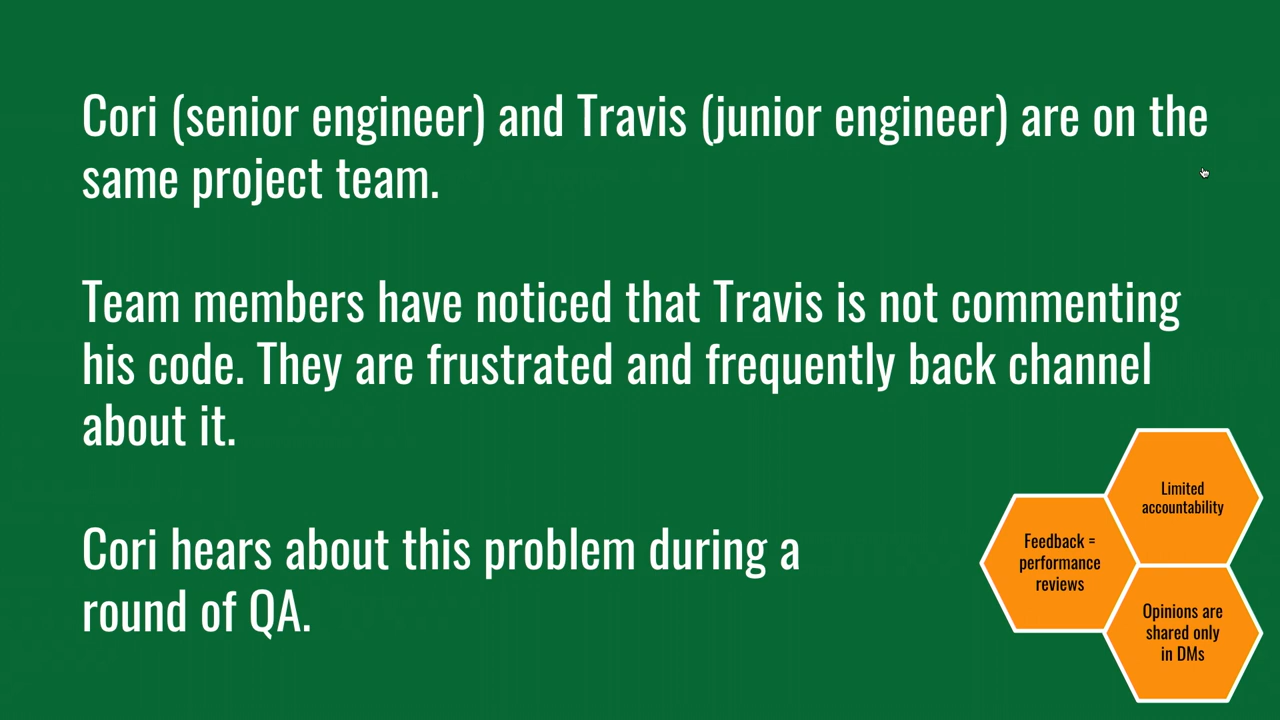 Cori (senior engineer) and Travis (junior engineer) are on the
same project team.
Team members have noticed that Travis is not commenting
his code. They are frustrated and frequently back channel
about it.
Cori hears about this problem during a
round of QA.
Limited
accountability
Feedback =
performance
reviews
Opinions are
shared only
in DMs